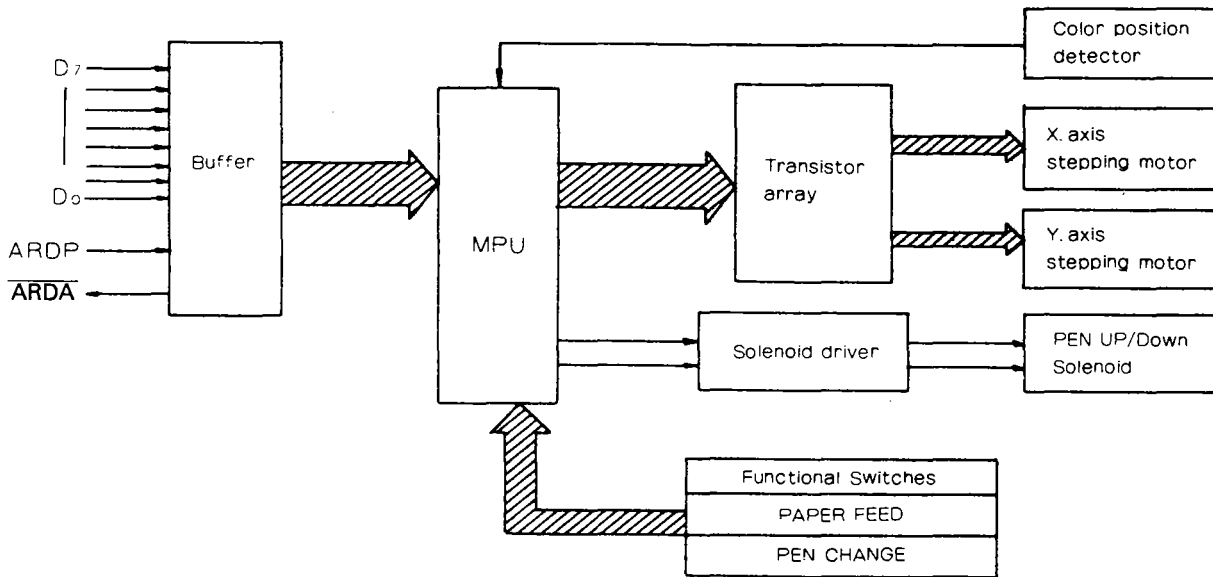 Color position
detector
D7
Buffer
D0
ARDP
ARDA
MPU
Transistor
array
X. axis
stepping motor
Y. axis
stepping motor
Solenoid driver
PEN UP/Down
Solenoid
Functional Switches
PAPER FEED
PEN CHANGE